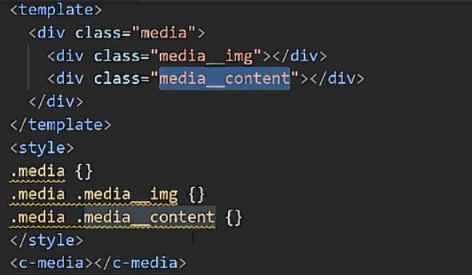 <template>
<div class="media">
<div class="media__img"></div>
<div class="media__content"></div>
</div>
</template>
<style>
.media {}
.media .media__img {}
.media .media__content {}
</style>
<c-media></c-media>